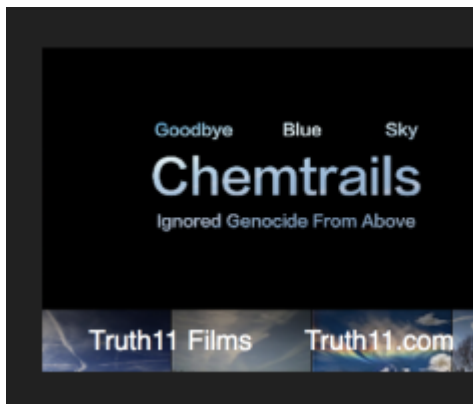 Goodbye Blue Sky
Chemtrails
Ignored Genocide From Above
Truth11 Films Truth11.com